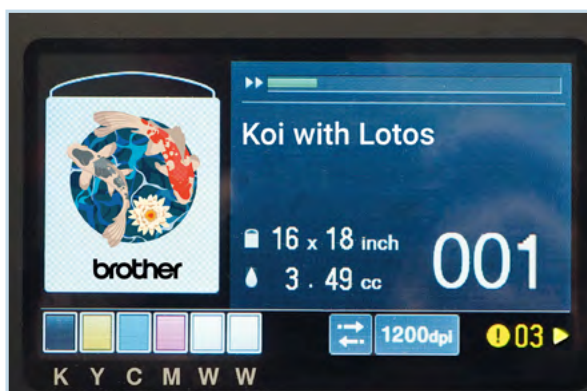 Koi with Lotos
16 x 18 inch
3 . 49 cc
001
brother
1200dpi
! 03
K Y C M W W